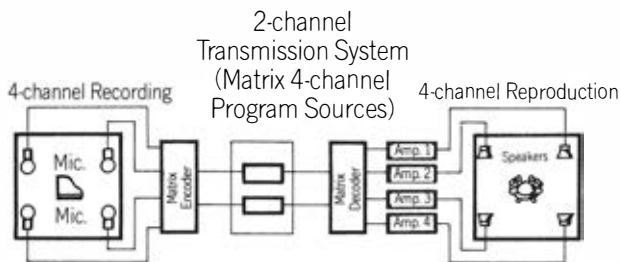 2-channel
Transmission System
(Matrix 4-channel
Program Sources)
4-channel Recording
4-channel Reproduction
Mic.
Mic.
Matrix
Encoder
Matrix
Decoder
Amp. 1
Amp. 2
Amp. 3
Amp. 4
Speakers